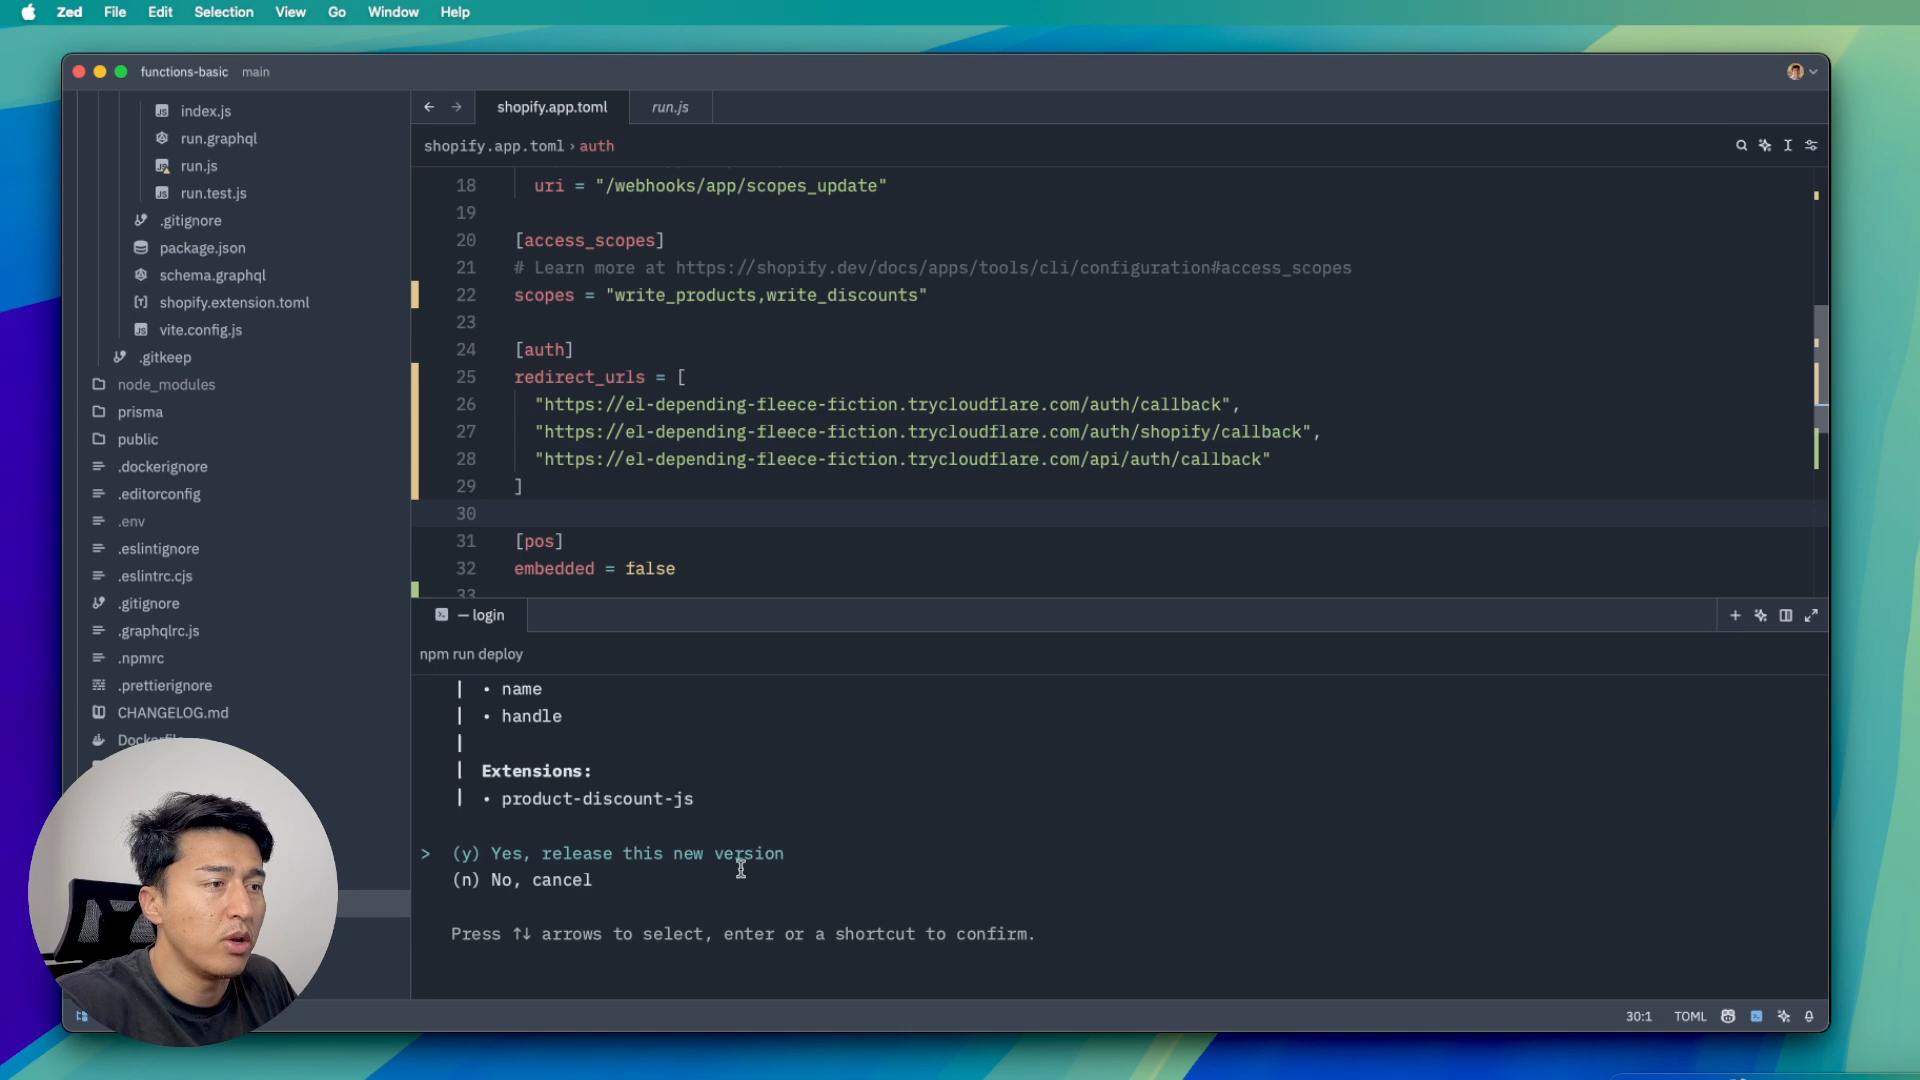 Zed File Edit Selection View Go Window Help
functions-basic main
index.js
run.graphql
run.js
run.test.js
.gitignore
package.json
schema.graphql
shopify.extension.toml
vite.config.js
.gitkeep
node_modules
prisma
public
.dockerignore
.editorconfig
.env
.eslintignore
.eslintrc.cjs
.gitignore
.graphqlrc.js
.npmrc
.prettierignore
CHANGELOG.md
Dockerfile
shopify.app.toml run.js
shopify.app.toml › auth
18 uri = "/webhooks/app/scopes_update"
19
20 [access_scopes]
21 # Learn more at https://shopify.dev/docs/apps/tools/cli/configuration#access_scopes
22 scopes = "write_products,write_discounts"
23
24 [auth]
25 redirect_urls = [
26 "https://el-depending-fleece-fiction.trycloudflare.com/auth/callback",
27 "https://el-depending-fleece-fiction.trycloudflare.com/auth/shopify/callback",
28 "https://el-depending-fleece-fiction.trycloudflare.com/api/auth/callback"
29 ]
30
31 [pos]
32 embedded = false
33
— login
npm run deploy
| • name
| • handle
|
| Extensions:
| • product-discount-js
> (y) Yes, release this new version
(n) No, cancel
Press ↑↓ arrows to select, enter or a shortcut to confirm.
30:1 TOML